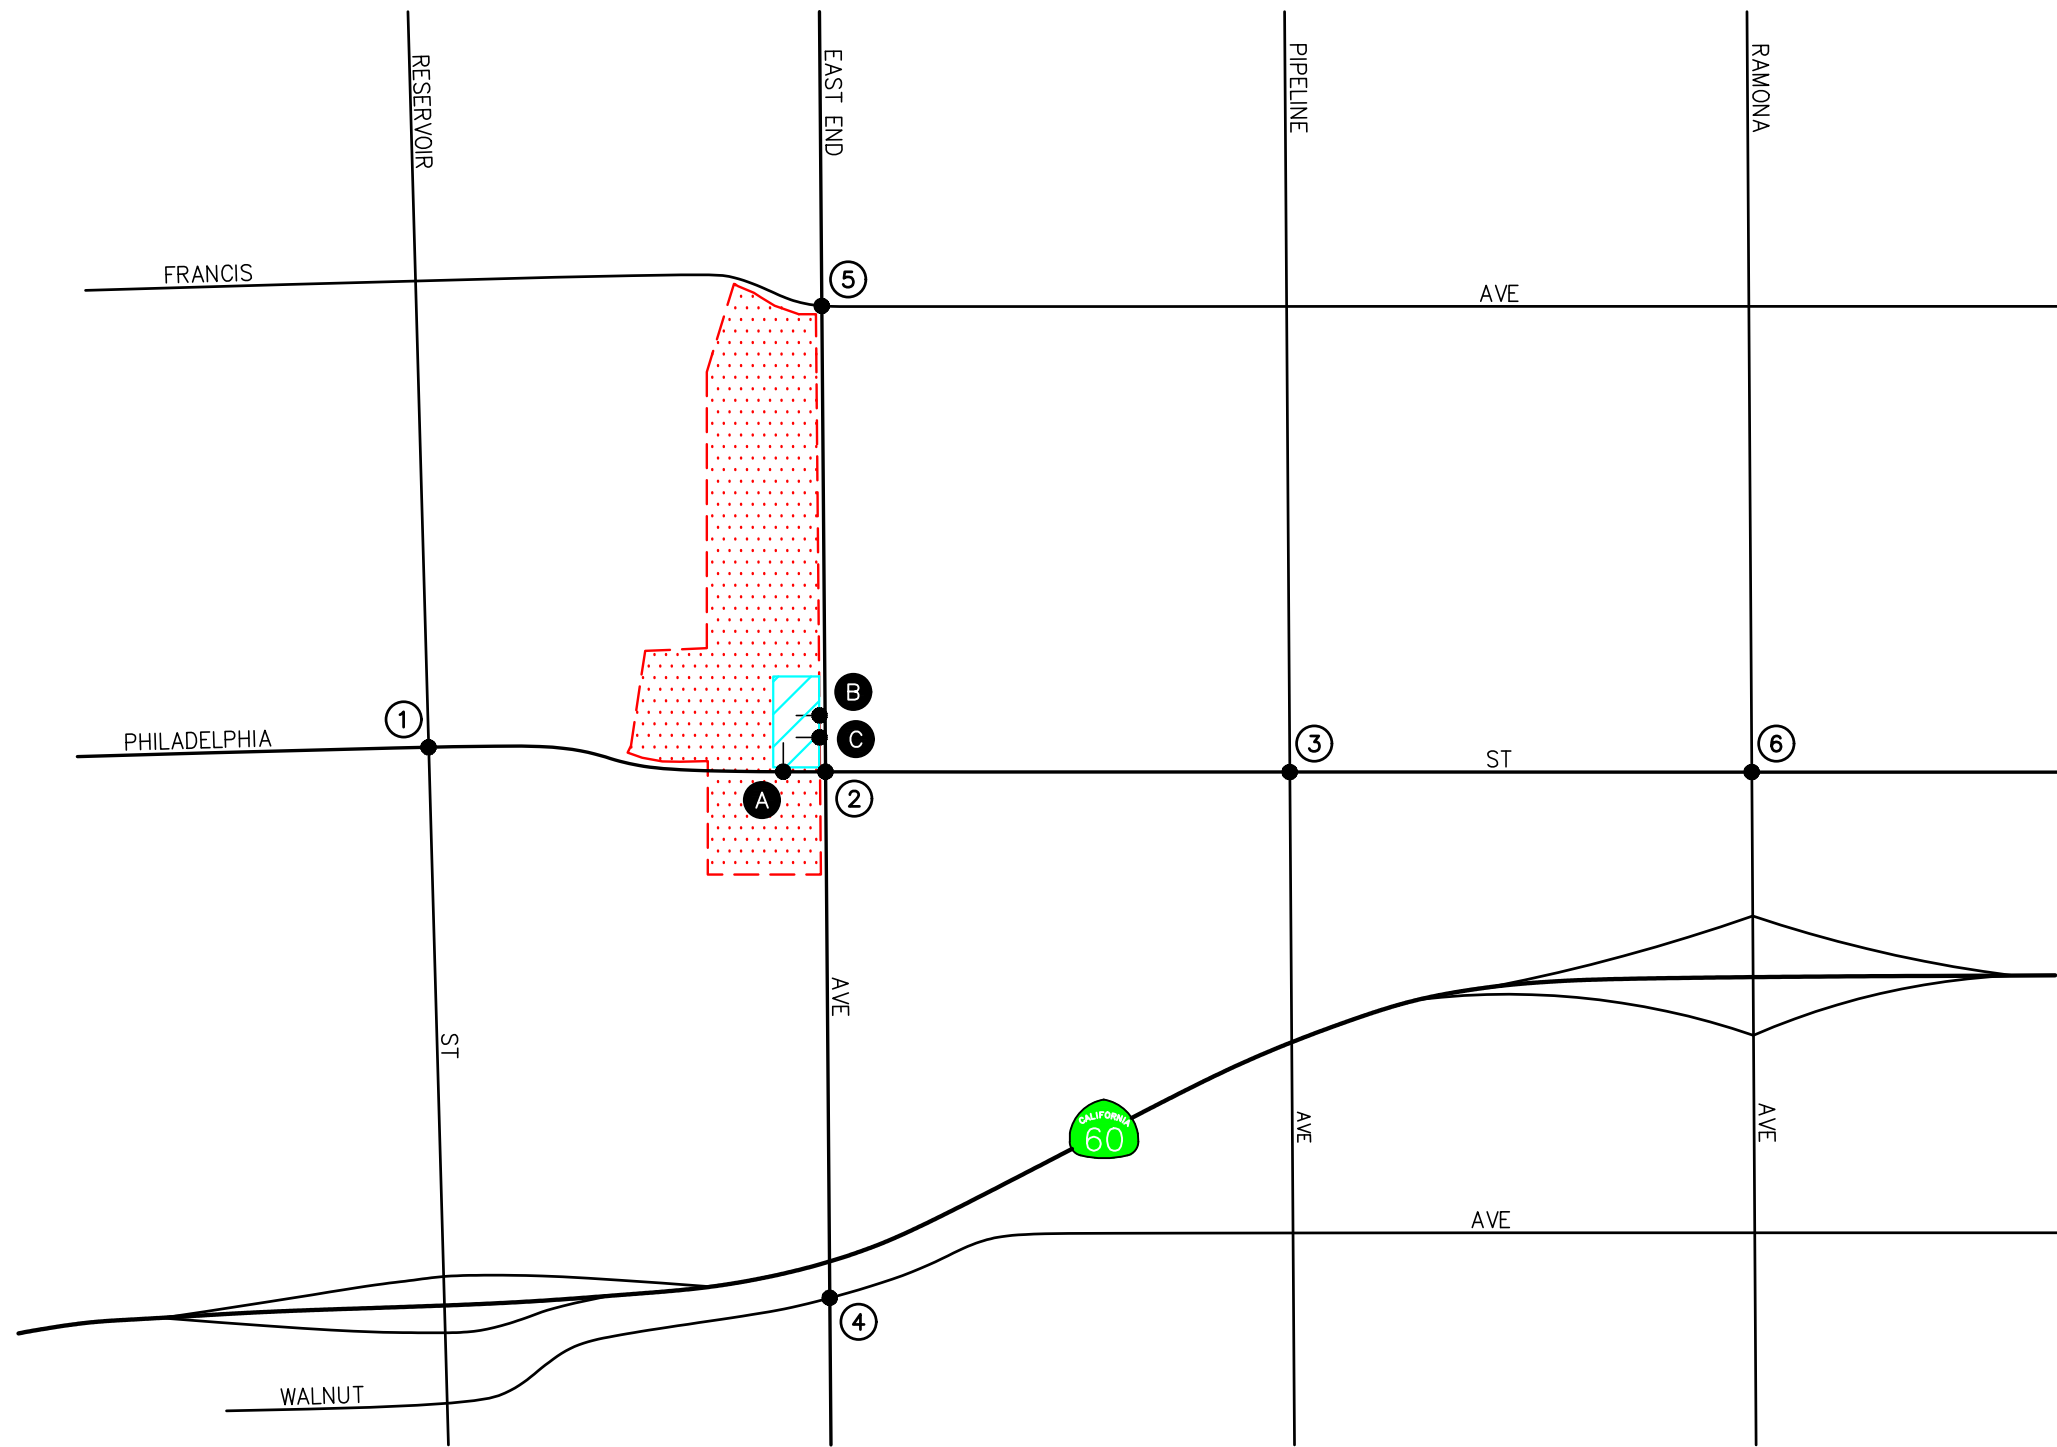 RESERVOIR
EAST END
PIPELINE
RAMONA
FRANCIS
5
AVE
B
1
C
PHILADELPHIA
3
6
ST
A
2
AVE
ST
CALIFORNIA
60
AVE
AVE
AVE
4
WALNUT